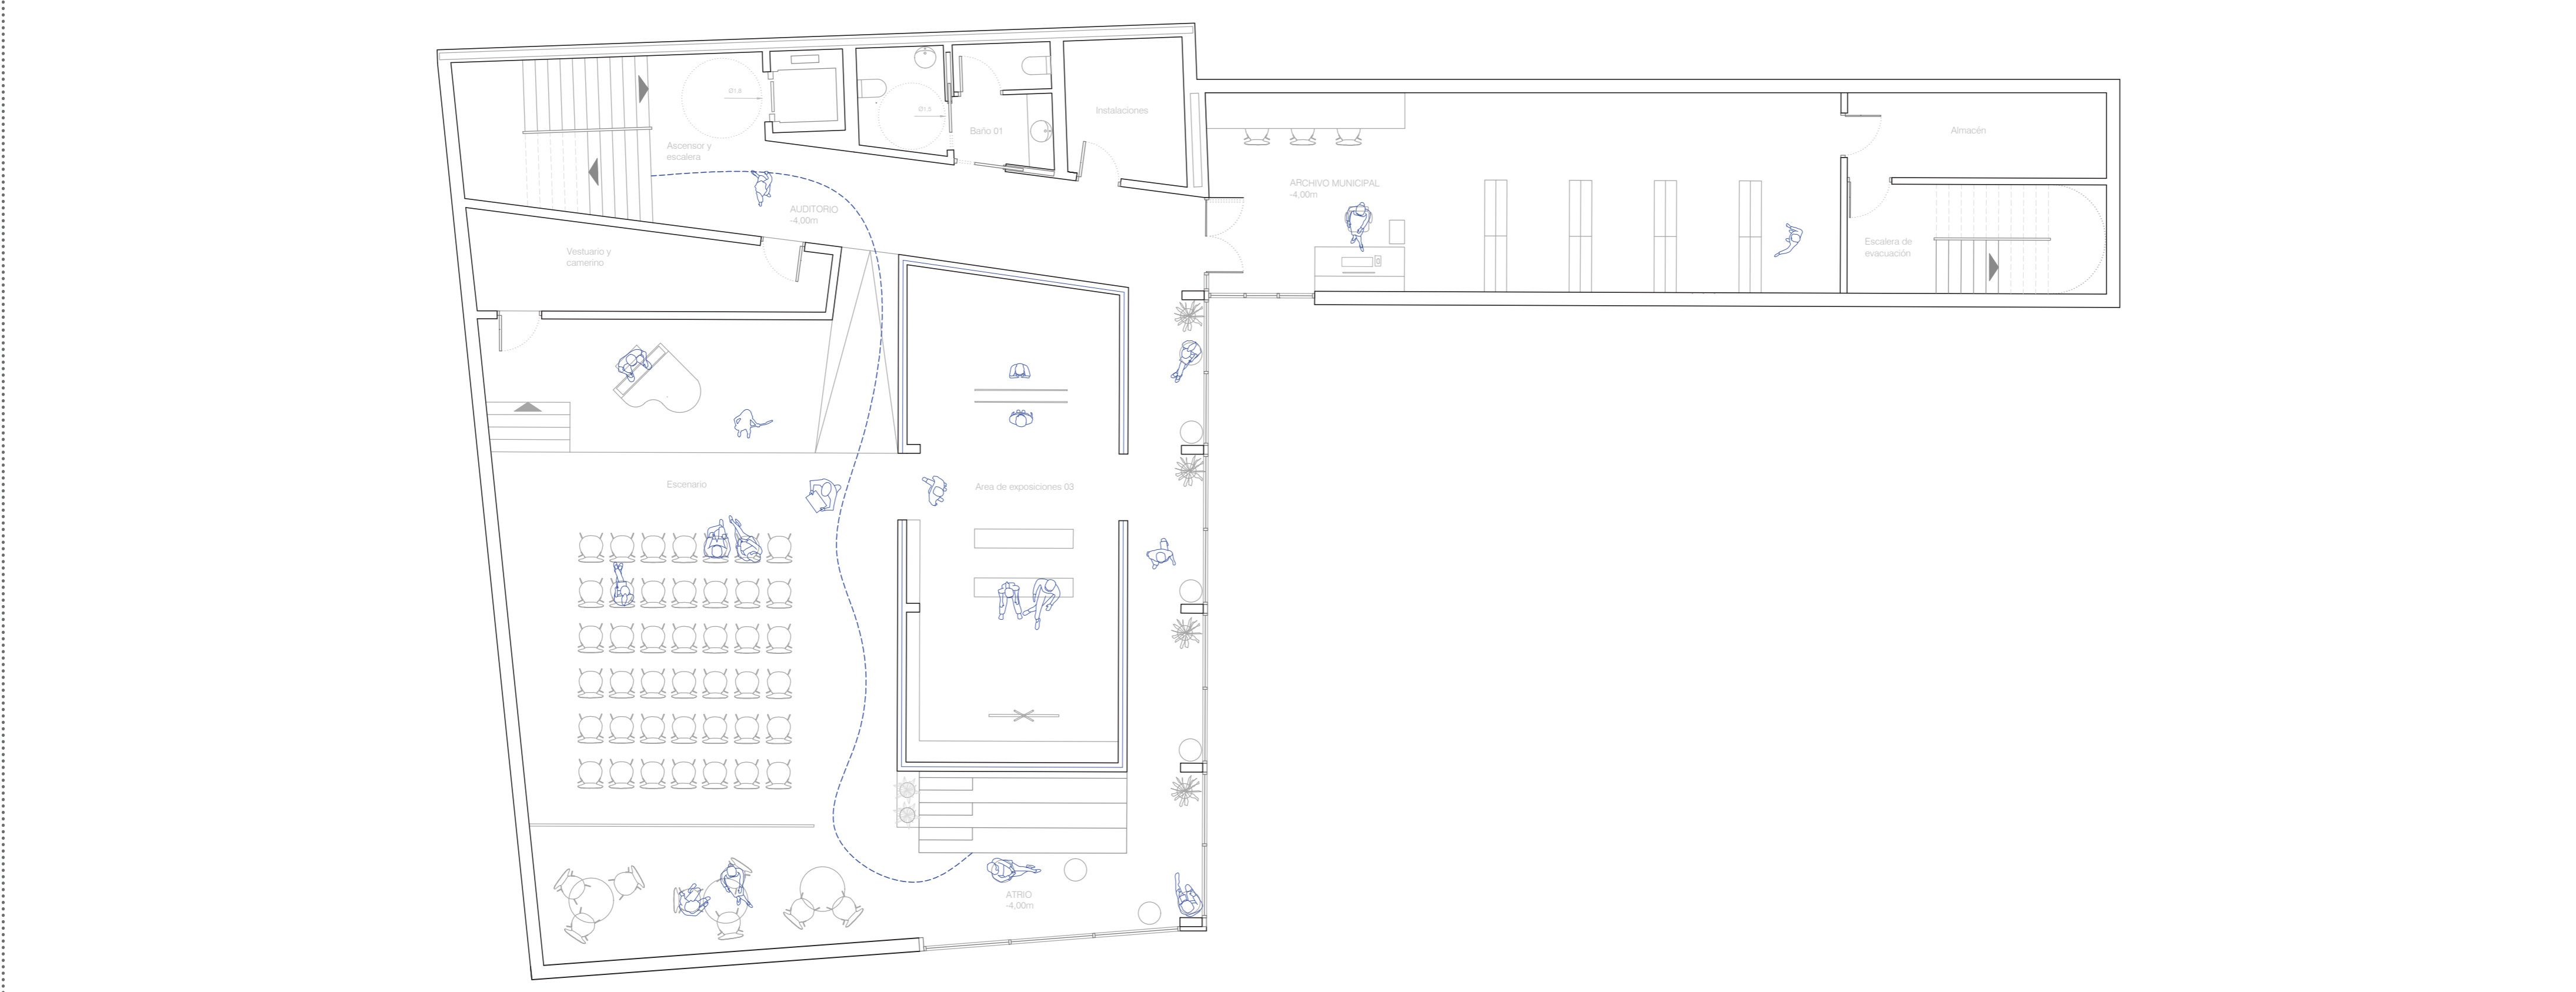 Ø1,8
Ø1,5
Baño 01
Instalaciones
Almacén
Ascensor y
escalera
ARCHIVO MUNICIPAL
-4,00m
AUDITORIO
-4,00m
Vestuario y
camerino
Escalera de
evacuación
Escenario
Area de exposiciones 03
ATRIO
-4,00m